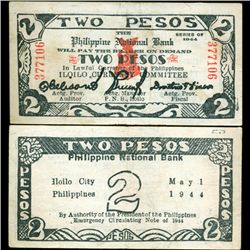 TWO PESOS
THE
SERIES OF
1944
Philippine National Bank
WILL PAY THE BEARER ON DEMAND
TWO PESOS
377106
377106
In Lawful Currency of the Philippines
ILOILO CURRENCY COMMITTEE
Actg. Prov. Auditor
Manager P. N. B., Iloilo
Actg. Prov. Fiscal
2
2
TWO PESOS
Philippine National Bank
PESOS
PESOS
Iloilo City
Philippines
2
May 1
1944
By Authority of the President of the Philippines
Emergency Circulating Note of 1944
2
2
PESOS